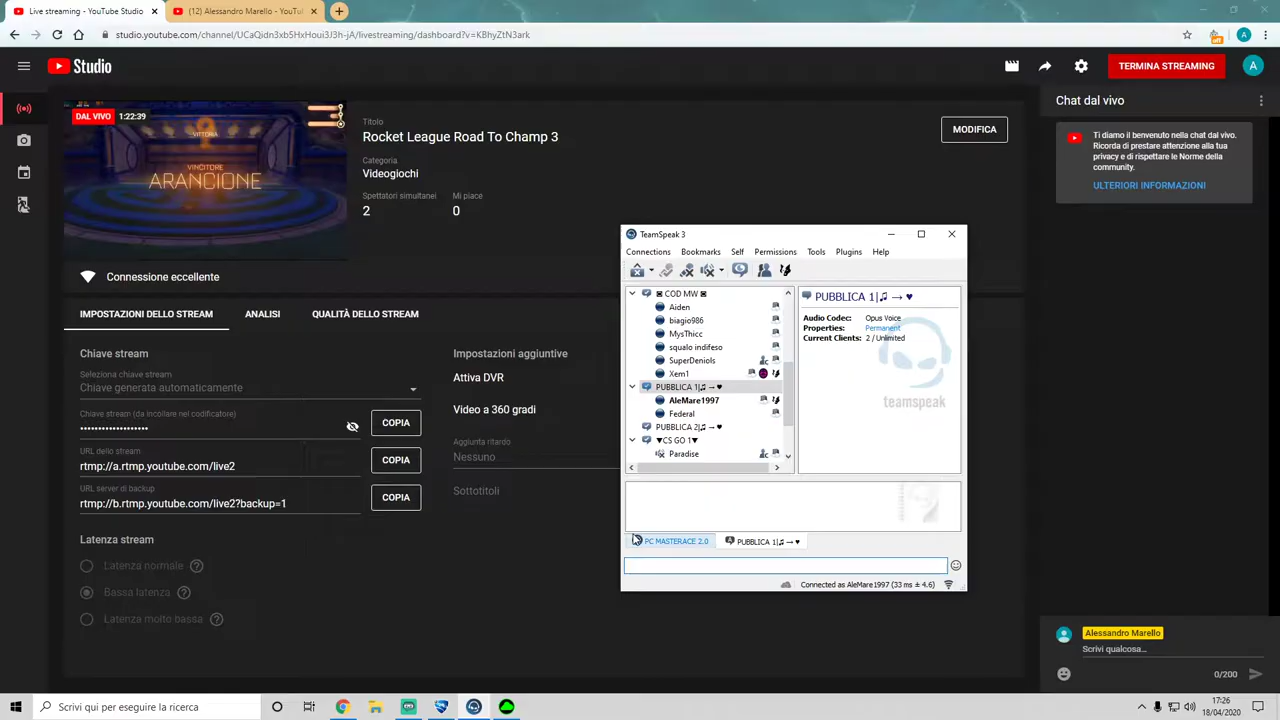 Live streaming - YouTube Studio
(12) Alessandro Marello - YouTu
studio.youtube.com/channel/UCaQidn3xb5HxHoui3J3h-jA/livestreaming/dashboard?v=KBhyZtN3ark
off
A
Studio
TERMINA STREAMING
A
DAL VIVO
1:22:39
VITTORIA
VINCITORE
ARANCIONE
Titolo
Rocket League Road To Champ 3
Categoria
Videogiochi
Spettatori simultanei
Mi piace
2
0
MODIFICA
Connessione eccellente
IMPOSTAZIONI DELLO STREAM
ANALISI
QUALITÀ DELLO STREAM
Chiave stream
Seleziona chiave stream
Chiave generata automaticamente
Chiave stream (da incollare nel codificatore)
••••••••••••••••••
COPIA
URL dello stream
rtmp://a.rtmp.youtube.com/live2
COPIA
URL server di backup
rtmp://b.rtmp.youtube.com/live2?backup=1
COPIA
Latenza stream
Latenza normale
Bassa latenza
Latenza molto bassa
Impostazioni aggiuntive
Attiva DVR
Video a 360 gradi
Aggiunta ritardo
Nessuno
Sottotitoli
TeamSpeak 3
Connections
Bookmarks
Self
Permissions
Tools
Plugins
Help
◙ COD MW ◙
Aiden
biagio986
MysThicc
squalo indifeso
SuperDeniols
Xem1
PUBBLICA 1|♫ → ♥
AleMare1997
Federal
PUBBLICA 2|♫ → ♥
▼CS GO 1▼
Paradise
PUBBLICA 1|♫ → ♥
Audio Codec: Opus Voice
Properties: Permanent
Current Clients: 2 / Unlimited
teamspeak
PC MASTERACE 2.0
PUBBLICA 1|♫ → ♥
Connected as AleMare1997 (33 ms ± 4.6)
Chat dal vivo
Ti diamo il benvenuto nella chat dal vivo.
Ricorda di prestare attenzione alla tua
privacy e di rispettare le Norme della
community.
ULTERIORI INFORMAZIONI
Alessandro Marello
Scrivi qualcosa…
0/200
Scrivi qui per eseguire la ricerca
17:26
18/04/2020